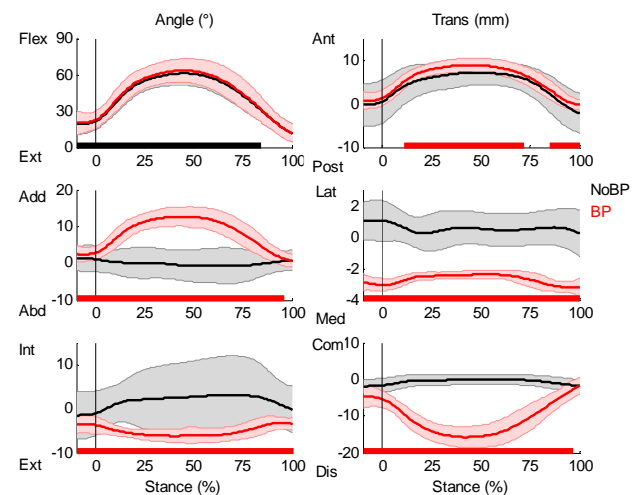 Angle (°)
Trans (mm)
Flex
90
60
30
0
Ext
0
25
50
75
100
Ant
10
0
-10
Post
0
25
50
75
100
Add
20
10
0
-10
Abd
0
25
50
75
100
Lat
2
0
-2
-4
Med
0
25
50
75
100
NoBP
BP
Int
10
0
-10
Ext
0
25
50
75
100
Stance (%)
Com
0
-10
-20
Dis
0
25
50
75
100
Stance (%)